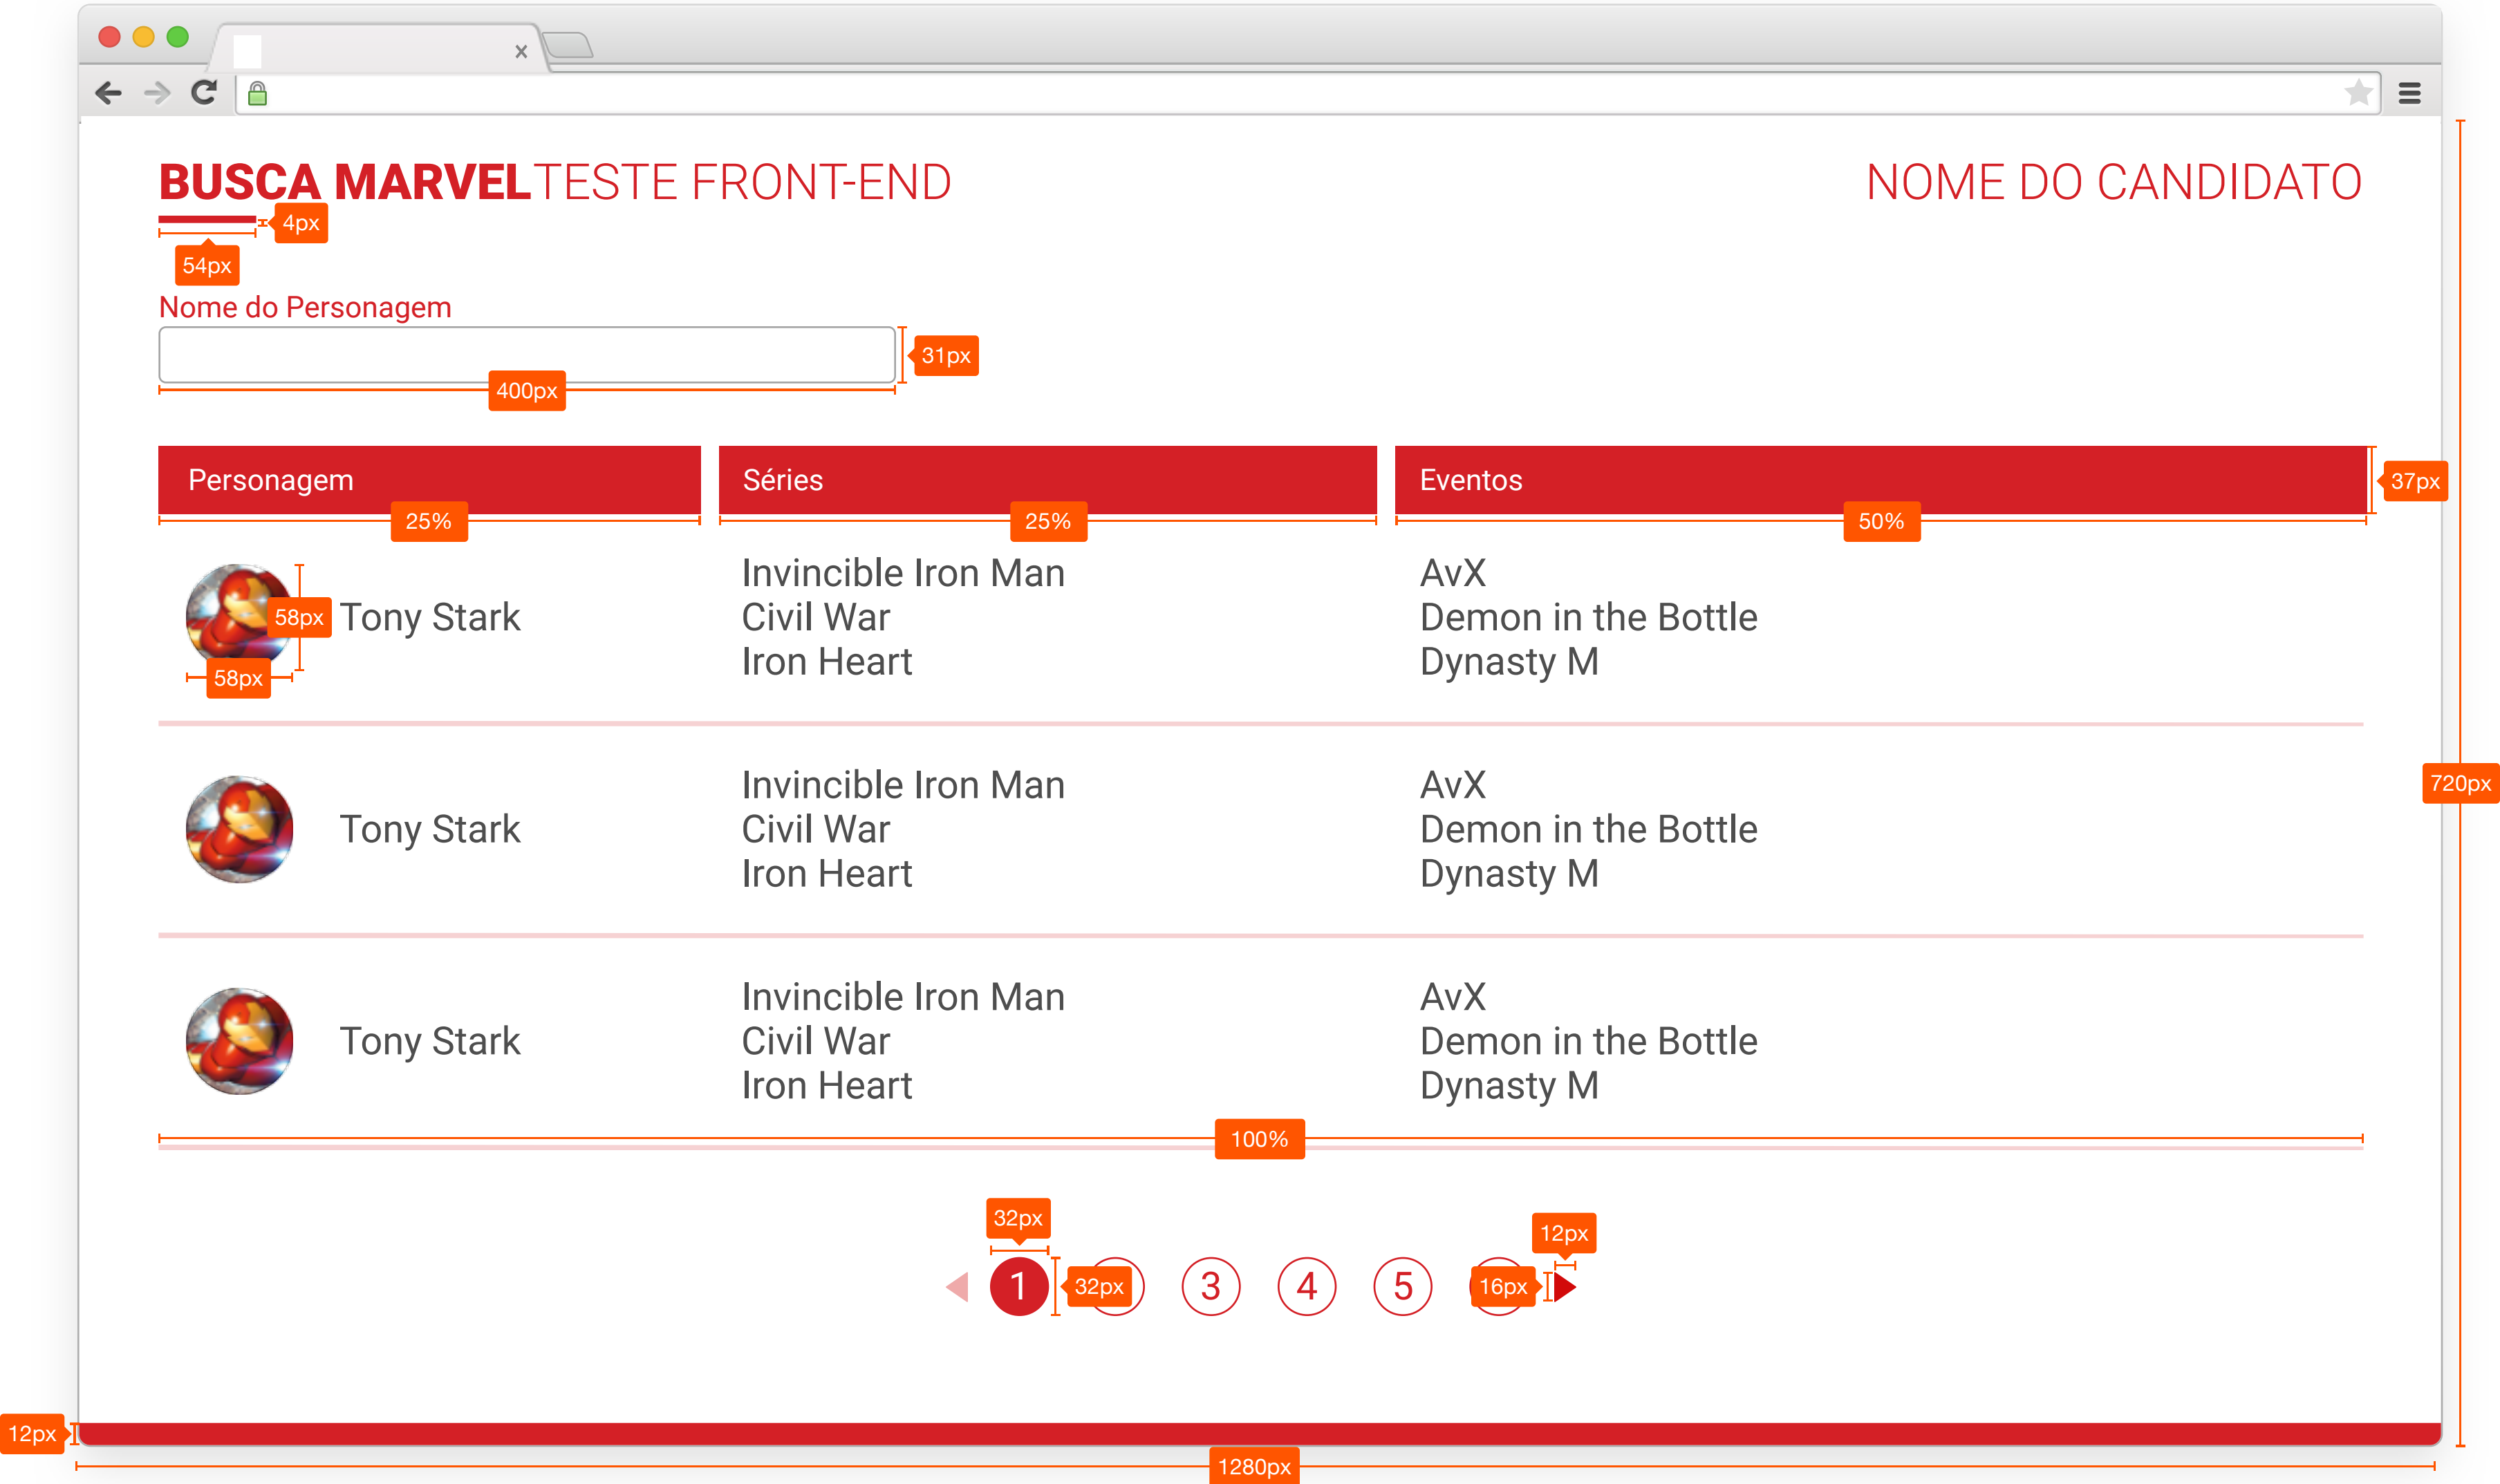 BUSCA MARVEL TESTE FRONT-END
NOME DO CANDIDATO
4px
54px
Nome do Personagem
31px
400px
Personagem
Séries
Eventos
37px
25%
25%
50%
Invincible Iron Man
AvX
58px
Tony Stark
Civil War
Demon in the Bottle
Iron Heart
Dynasty M
58px
Invincible Iron Man
AvX
720px
Tony Stark
Civil War
Demon in the Bottle
Iron Heart
Dynasty M
Invincible Iron Man
AvX
Tony Stark
Civil War
Demon in the Bottle
Iron Heart
Dynasty M
100%
32px
12px
1
32px
3
4
5
16px
12px
1280px